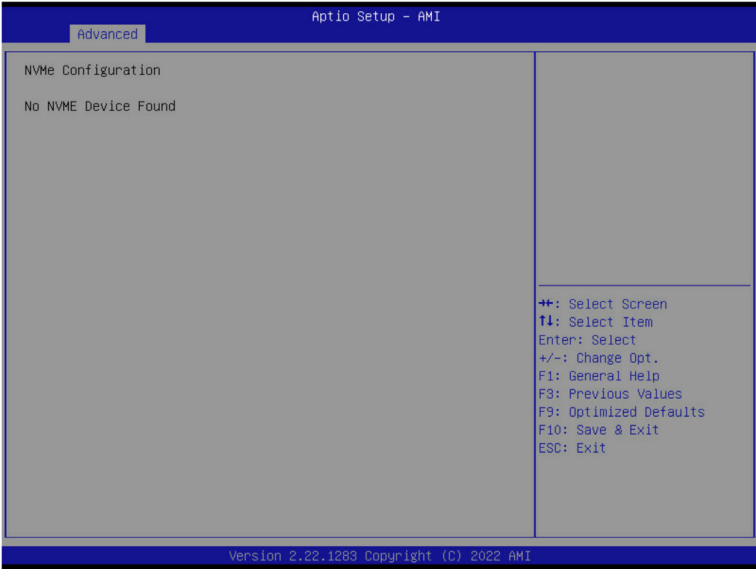 Aptio Setup – AMI
Advanced
NVMe Configuration
No NVME Device Found
→←: Select Screen
↑↓: Select Item
Enter: Select
+/-: Change Opt.
F1: General Help
F3: Previous Values
F9: Optimized Defaults
F10: Save & Exit
ESC: Exit
Version 2.22.1283 Copyright (C) 2022 AMI